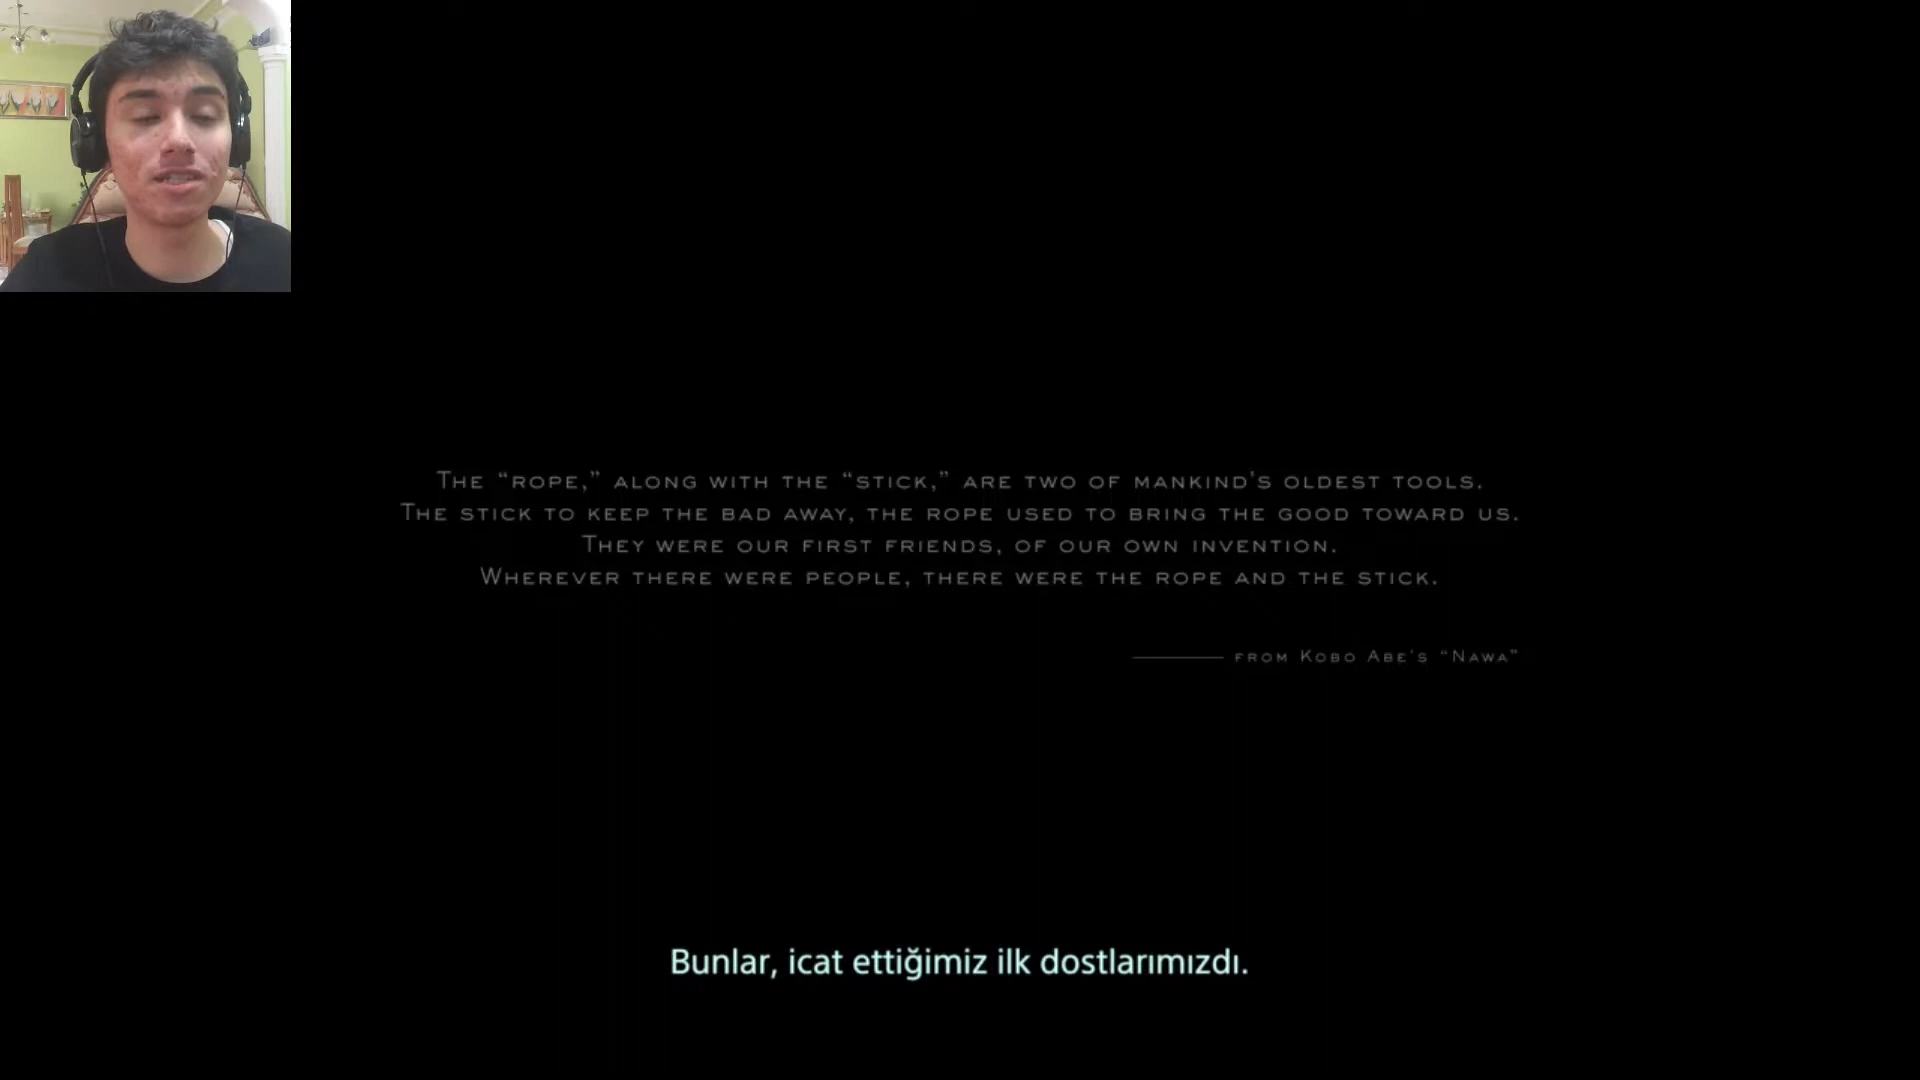 The “rope,” along with the “stick,” are two of mankind’s oldest tools.
The stick to keep the bad away, the rope used to bring the good toward us.
They were our first friends, of our own invention.
Wherever there were people, there were the rope and the stick.
from Kobo Abe’s “Nawa”
Bunlar, icat ettiğimiz ilk dostlarımızdı.